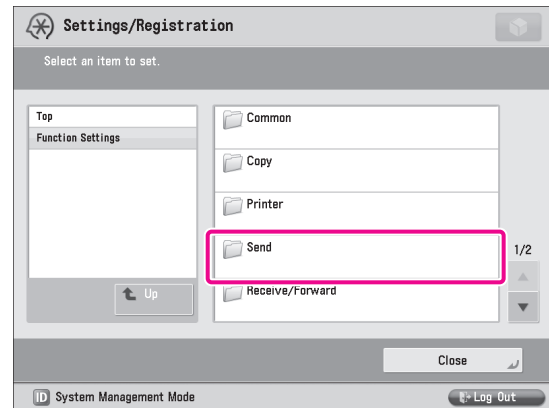 Settings/Registration
Select an item to set.
Top
Function Settings
Common
Copy
Printer
Send
Receive/Forward
1/2
Up
Close
ID System Management Mode
Log Out